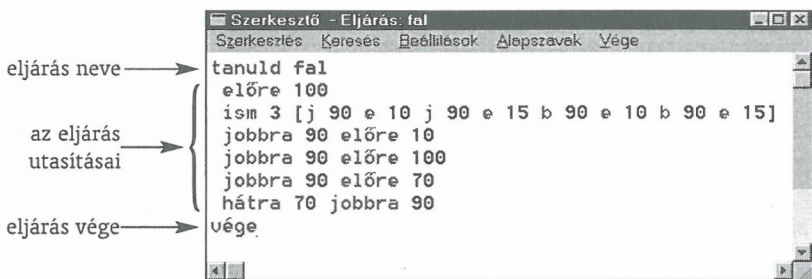 Szerkesztő - Eljárás: fal
Szerkesztés Keresés Beállítások Alapszavak Vége
eljárás neve
tanuld fal
előre 100
ism 3 [j 90 e 10 j 90 e 15 b 90 e 10 b 90 e 15]
jobbra 90 előre 10
az eljárás
utasításai
jobbra 90 előre 100
jobbra 90 előre 70
hátra 70 jobbra 90
eljárás vége
vége